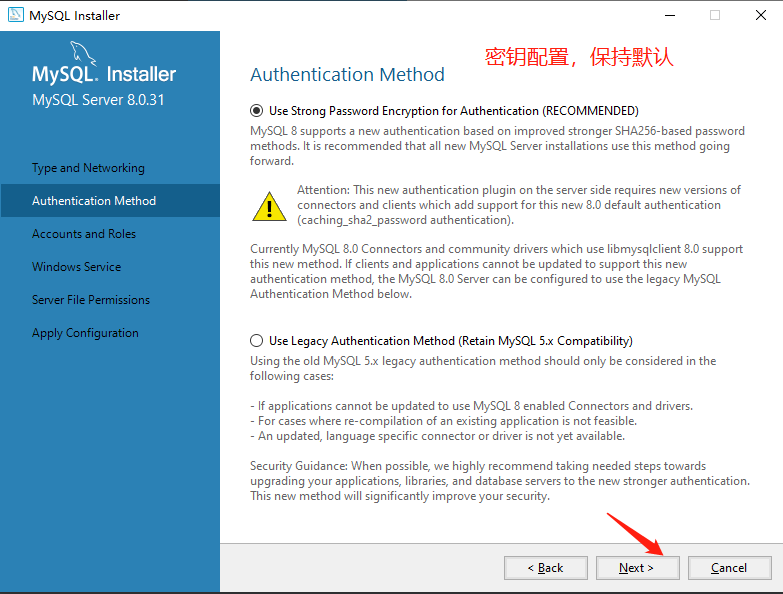 MySQL Installer
MySQL. Installer
MySQL Server 8.0.31
Type and Networking
Authentication Method
Accounts and Roles
Windows Service
Server File Permissions
Apply Configuration
密钥配置，保持默认
Authentication Method
Use Strong Password Encryption for Authentication (RECOMMENDED)
MySQL 8 supports a new authentication based on improved stronger SHA256-based password
methods. It is recommended that all new MySQL Server installations use this method going
forward.
Attention: This new authentication plugin on the server side requires new versions of
connectors and clients which add support for this new 8.0 default authentication
(caching_sha2_password authentication).
Currently MySQL 8.0 Connectors and community drivers which use libmysqlclient 8.0 support
this new method. If clients and applications cannot be updated to support this new
authentication method, the MySQL 8.0 Server can be configured to use the legacy MySQL
Authentication Method below.
Use Legacy Authentication Method (Retain MySQL 5.x Compatibility)
Using the old MySQL 5.x legacy authentication method should only be considered in the
following cases:
- If applications cannot be updated to use MySQL 8 enabled Connectors and drivers.
- For cases where re-compilation of an existing application is not feasible.
- An updated, language specific connector or driver is not yet available.
Security Guidance: When possible, we highly recommend taking needed steps towards
upgrading your applications, libraries, and database servers to the new stronger authentication.
This new method will significantly improve your security.
< Back
Next >
Cancel